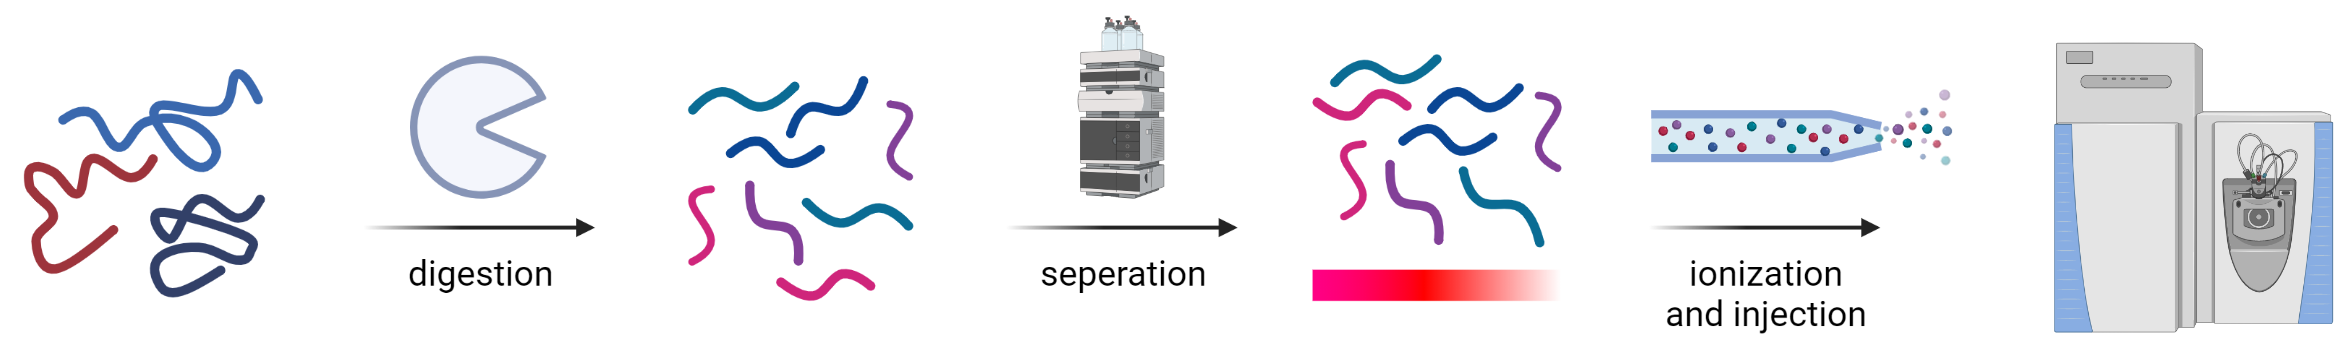 digestion
seperation
ionization
and injection